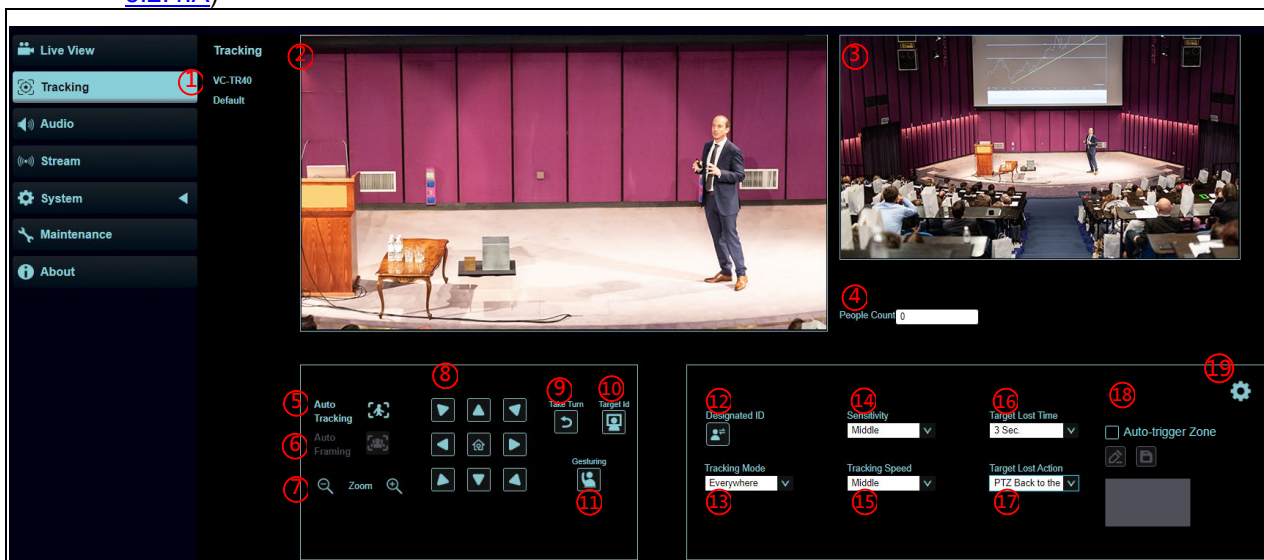 Live View
Tracking
Audio
Stream
System
Maintenance
About
Tracking
VC-TR40
Default
1
2
3
4
People Count 0
5
Auto
Tracking
6
Auto
Framing
7
Zoom
8
9
Take Turn
10
Target Id
Gesturing
11
12
Designated ID
Tracking Mode
Everywhere
13
14
Sensitivity
Middle
Tracking Speed
Middle
15
16
Target Lost Time
3 Sec.
Target Lost Action
PTZ Back to the
17
18
Auto-trigger Zone
19